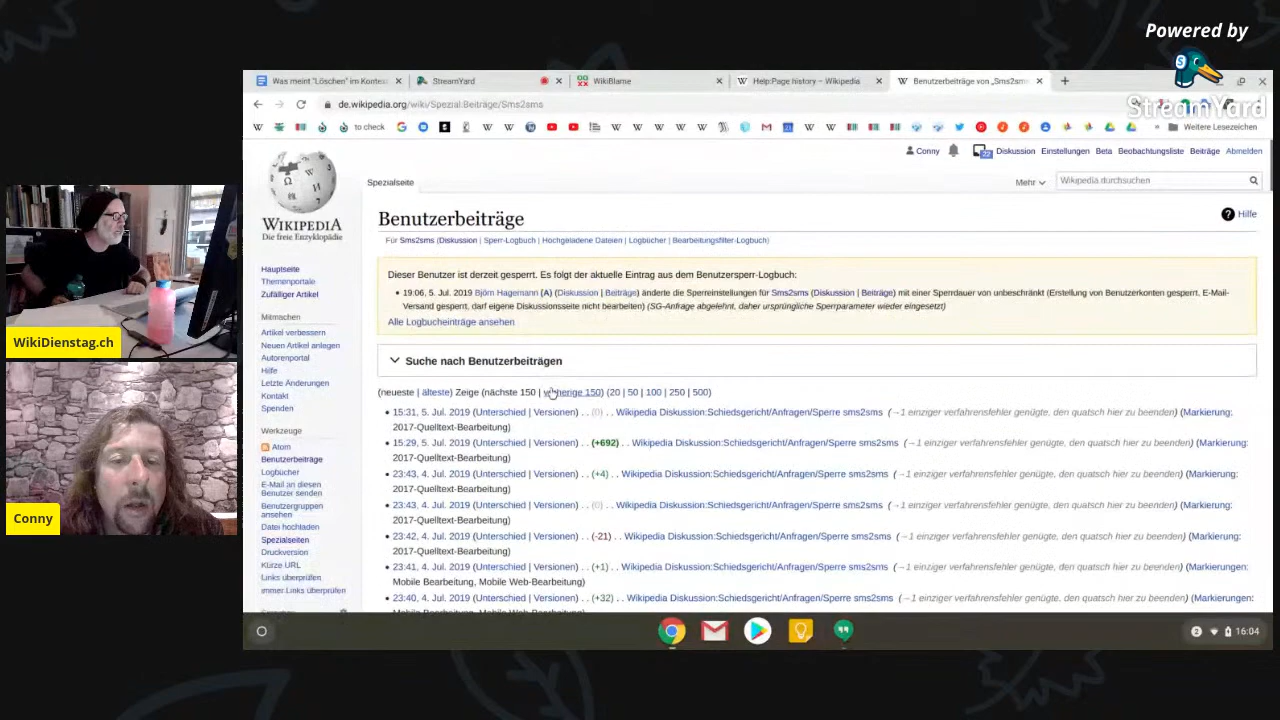 Powered by
StreamYard
Was meint "Löschen" im Kontex
StreamYard
WikiBlame
Help:Page history – Wikipedia
Benutzerbeiträge von „Sms2sms
de.wikipedia.org/wiki/Spezial:Beiträge/Sms2sms
to check
Weitere Lesezeichen
Conny
22
Diskussion Einstellungen Beta Beobachtungsliste Beiträge Abmelden
Spezialseite
Mehr
Wikipedia durchsuchen
WIKIPEDIA
Die freie Enzyklopädie
Hauptseite
Themenportale
Zufälliger Artikel
Mitmachen
Artikel verbessern
Neuen Artikel anlegen
Autorenportal
Hilfe
Letzte Änderungen
Kontakt
Spenden
Werkzeuge
Atom
Benutzerbeiträge
Logbücher
E-Mail an diesen
Benutzer senden
Benutzergruppen
ansehen
Datei hochladen
Spezialseiten
Druckversion
Kürze URL
Links überprüfen
immer Links überprüfen
Benutzerbeiträge
Hilfe
Für Sms2sms (Diskussion | Sperr-Logbuch | Hochgeladene Dateien | Logbücher | Bearbeitungsfilter-Logbuch)
Dieser Benutzer ist derzeit gesperrt. Es folgt der aktuelle Eintrag aus dem Benutzersperr-Logbuch:
• 19:06, 5. Jul. 2019 Björn Hagemann (A) (Diskussion | Beiträge) änderte die Sperreinstellungen für Sms2sms (Diskussion | Beiträge) mit einer Sperrdauer von unbeschränkt (Erstellung von Benutzerkonten gesperrt, E-Mail-
Versand gesperrt, darf eigene Diskussionsseite nicht bearbeiten) (SG-Anfrage abgelehnt, daher ursprüngliche Sperrparameter wieder eingesetzt)
Alle Logbucheinträge ansehen
Suche nach Benutzerbeiträgen
(neueste | älteste) Zeige (nächste 150 | vorherige 150) (20 | 50 | 100 | 250 | 500)
• 15:31, 5. Jul. 2019 (Unterschied | Versionen) . . (0) . Wikipedia Diskussion:Schiedsgericht/Anfragen/Sperre sms2sms (→1 einziger verfahrensfehler genügte, den quatsch hier zu beenden) (Markierung:
2017-Quelltext-Bearbeitung)
• 15:29, 5. Jul. 2019 (Unterschied | Versionen) . . (+692) . . Wikipedia Diskussion:Schiedsgericht/Anfragen/Sperre sms2sms (→1 einziger verfahrensfehler genügte, den quatsch hier zu beenden) (Markierung:
2017-Quelltext-Bearbeitung)
• 23:43, 4. Jul. 2019 (Unterschied | Versionen) . . (+4) . . Wikipedia Diskussion:Schiedsgericht/Anfragen/Sperre sms2sms (→1 einziger verfahrensfehler genügte, den quatsch hier zu beenden) (Markierung:
2017-Quelltext-Bearbeitung)
• 23:43, 4. Jul. 2019 (Unterschied | Versionen) . . (0) . . Wikipedia Diskussion:Schiedsgericht/Anfragen/Sperre sms2sms (→1 einziger verfahrensfehler genügte, den quatsch hier zu beenden) (Markierung:
2017-Quelltext-Bearbeitung)
• 23:42, 4. Jul. 2019 (Unterschied | Versionen) . . (-21) . . Wikipedia Diskussion:Schiedsgericht/Anfragen/Sperre sms2sms (→1 einziger verfahrensfehler genügte, den quatsch hier zu beenden) (Markierung:
2017-Quelltext-Bearbeitung)
• 23:41, 4. Jul. 2019 (Unterschied | Versionen) . . (+1) . . Wikipedia Diskussion:Schiedsgericht/Anfragen/Sperre sms2sms (→1 einziger verfahrensfehler genügte, den quatsch hier zu beenden) (Markierungen:
Mobile Bearbeitung, Mobile Web-Bearbeitung)
• 23:40, 4. Jul. 2019 (Unterschied | Versionen) . . (+32) . . Wikipedia Diskussion:Schiedsgericht/Anfragen/Sperre sms2sms (→1 einziger verfahrensfehler genügte, den quatsch hier zu beenden) (Markierungen:
WikiDienstag.ch
Conny
2
16:04